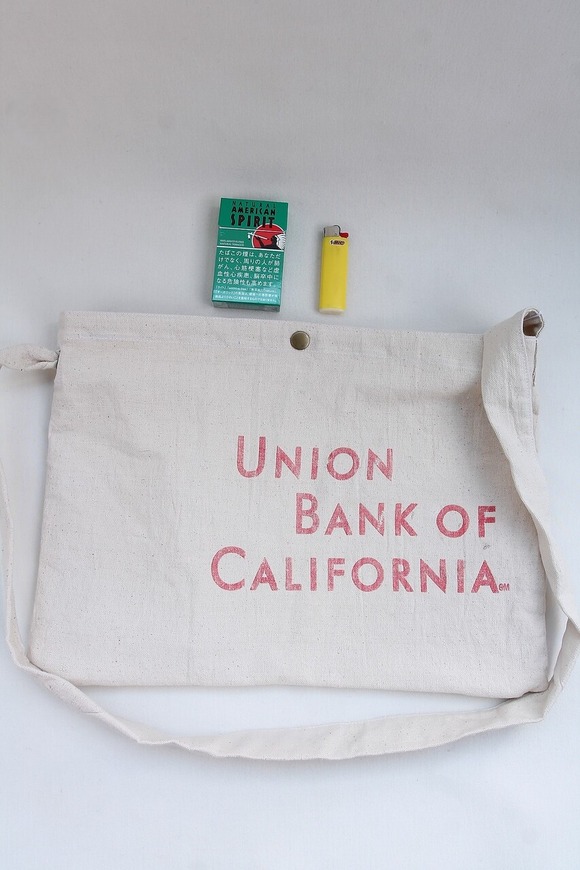 NATURAL
AMERICAN
SPIRIT
たばこの煙は、あなただ
けでなく、周りの人が肺
がん、心筋梗塞など虚
血性心疾患、脳卒中に
なる危険性も高めます。
BIC
UNION
BANK OF
CALIFORNIA SM